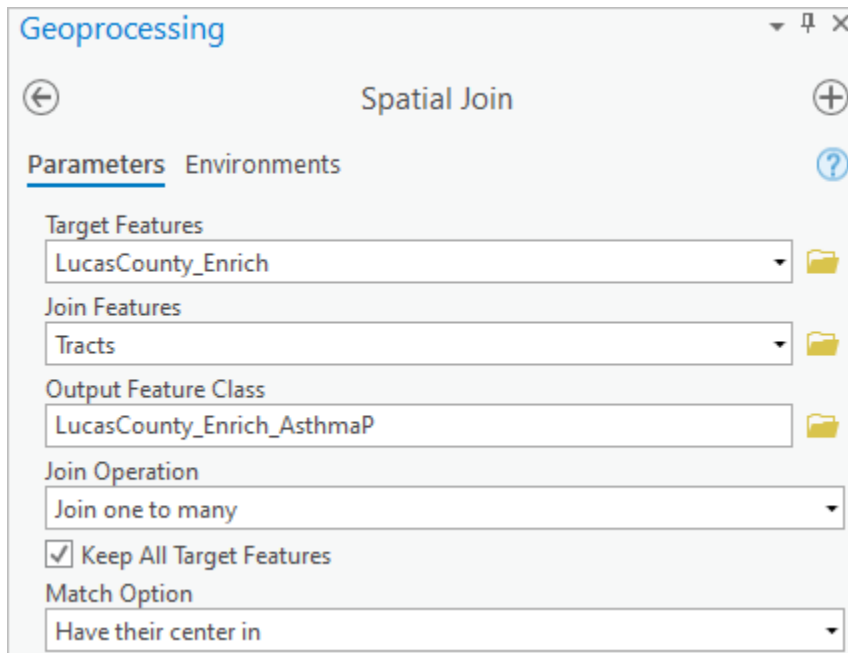 Geoprocessing
Spatial Join
Parameters Environments
Target Features
LucasCounty_Enrich
Join Features
Tracts
Output Feature Class
LucasCounty_Enrich_AsthmaP
Join Operation
Join one to many
Keep All Target Features
Match Option
Have their center in